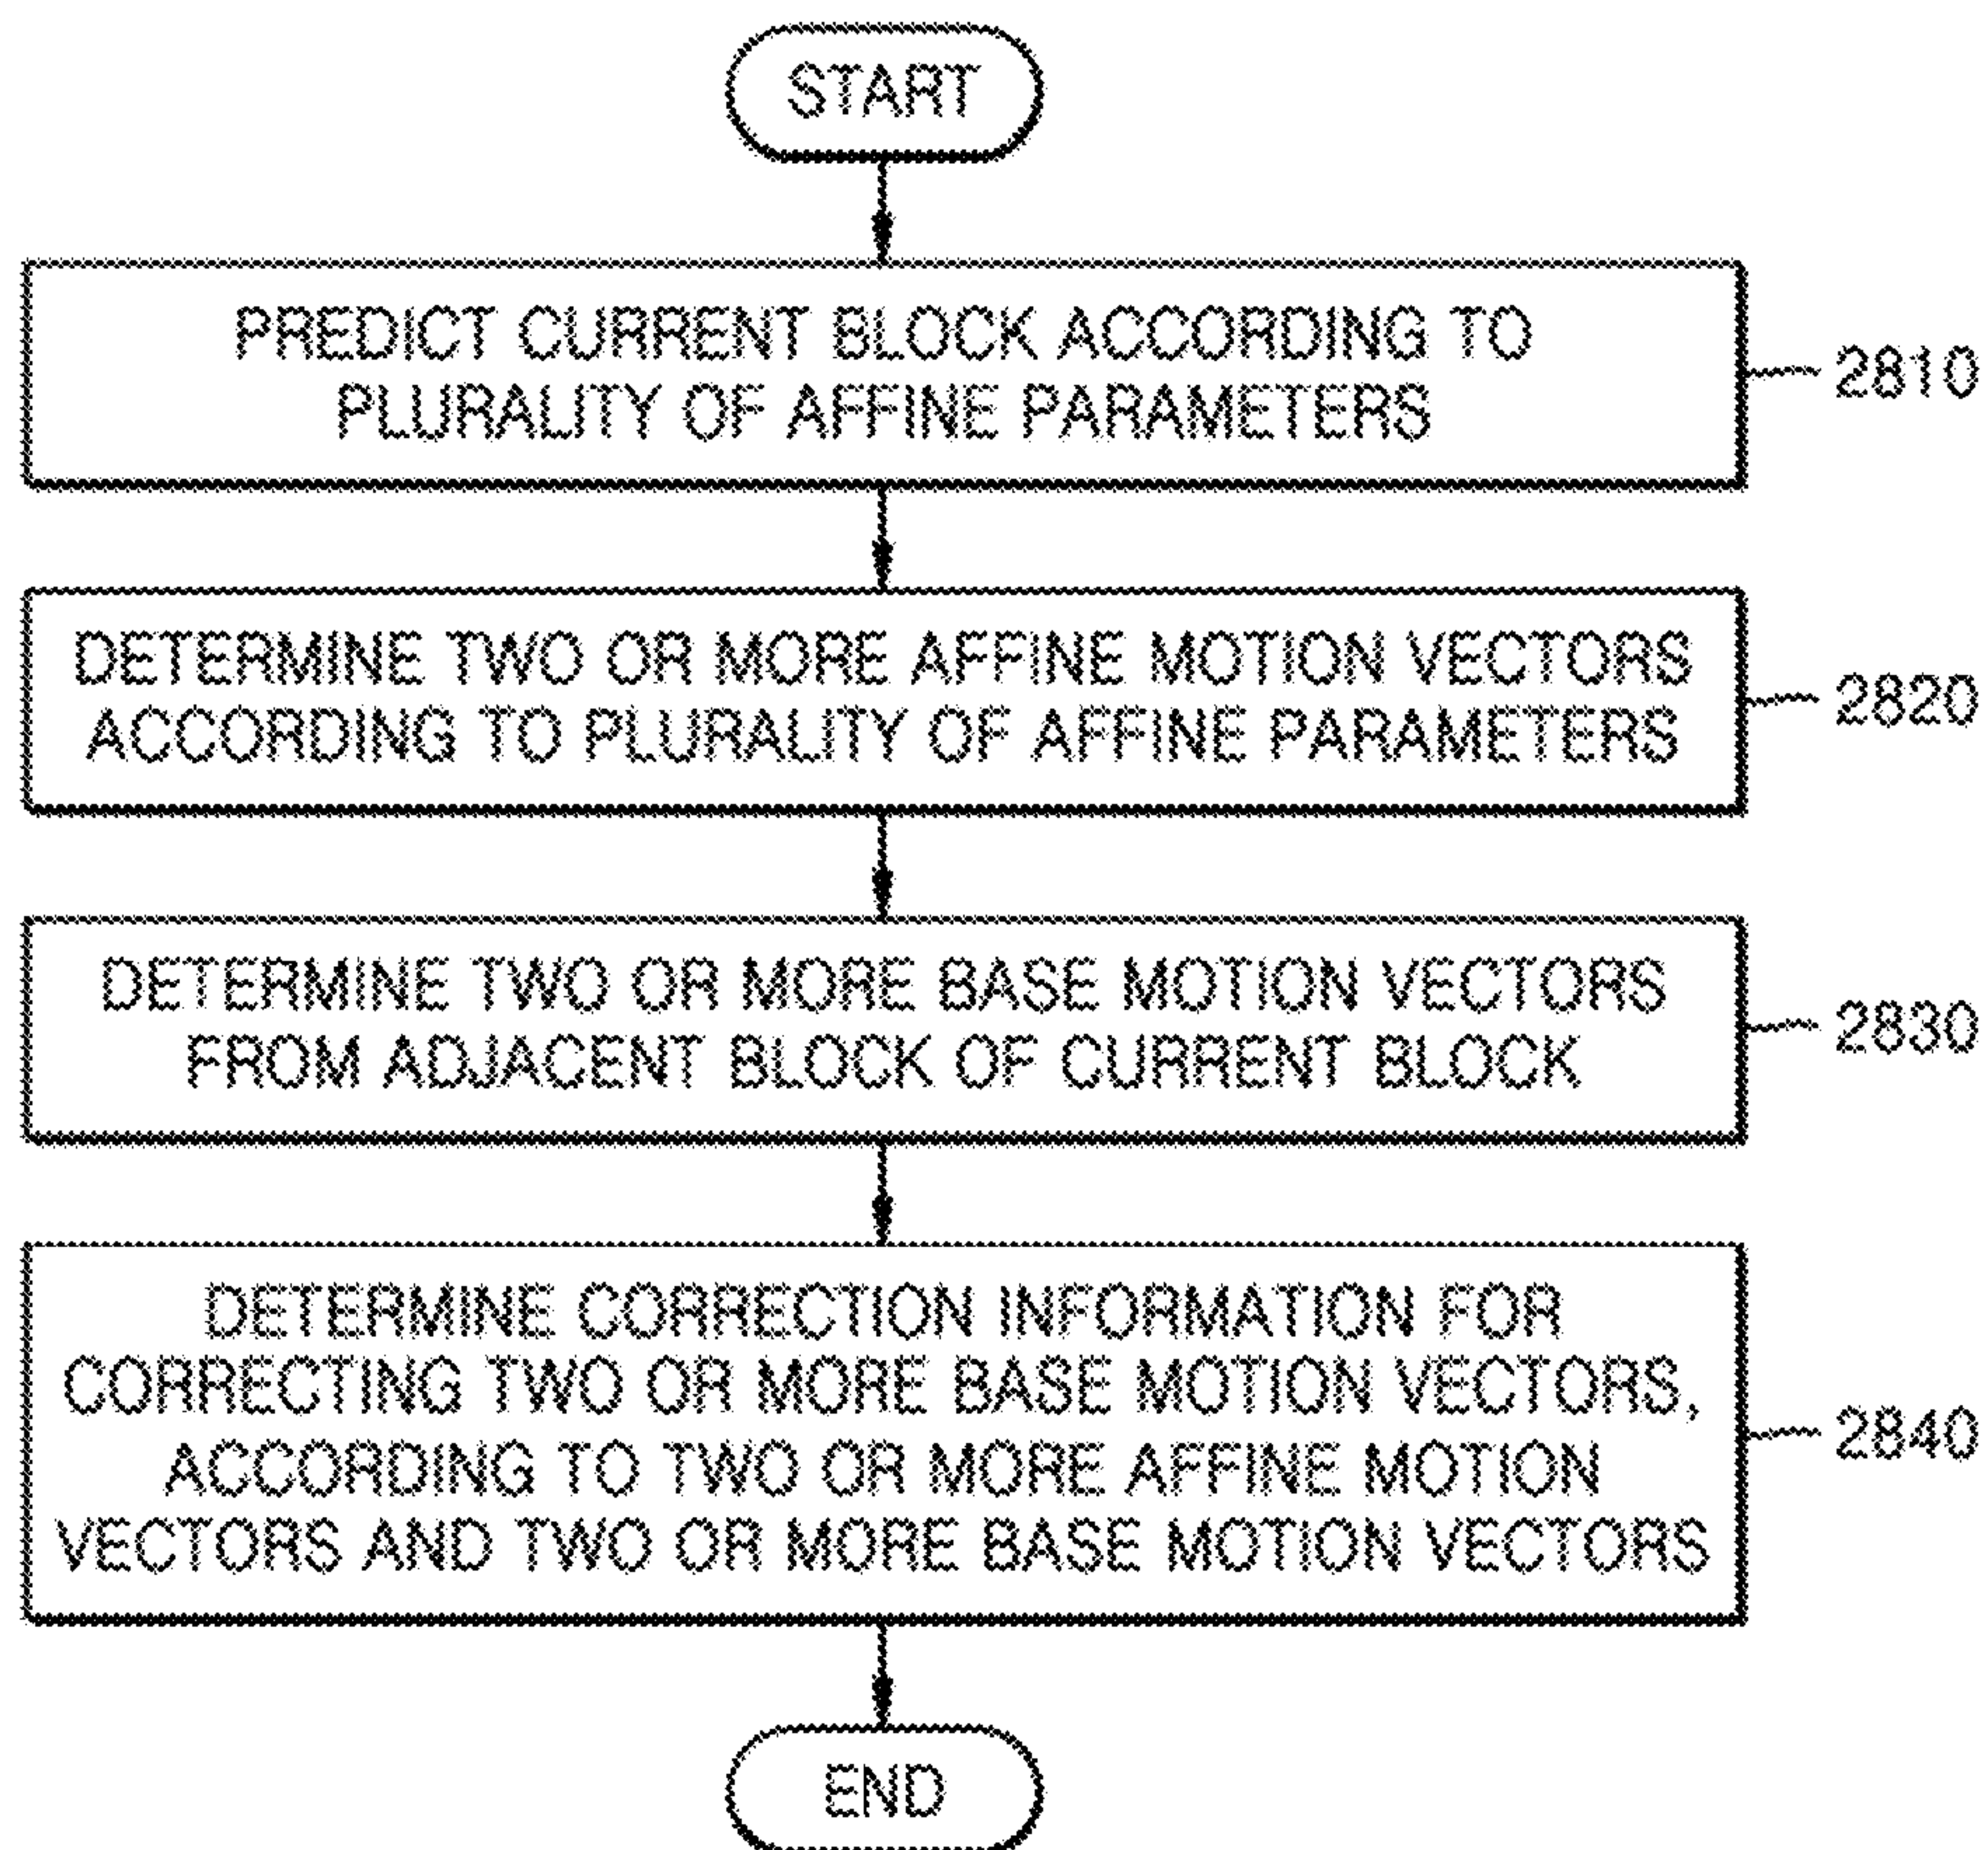 START
PREDICT CURRENT BLOCK ACCORDING TO
PLURALITY OF AFFINE PARAMETERS
2810
DETERMINE TWO OR MORE AFFINE MOTION VECTORS
ACCORDING TO PLURALITY OF AFFINE PARAMETERS
2820
DETERMINE TWO OR MORE BASE MOTION VECTORS
FROM ADJACENT BLOCK OF CURRENT BLOCK
2830
DETERMINE CORRECTION INFORMATION FOR
CORRECTING TWO OR MORE BASE MOTION VECTORS,
ACCORDING TO TWO OR MORE AFFINE MOTION
VECTORS AND TWO OR MORE BASE MOTION VECTORS
2840
END